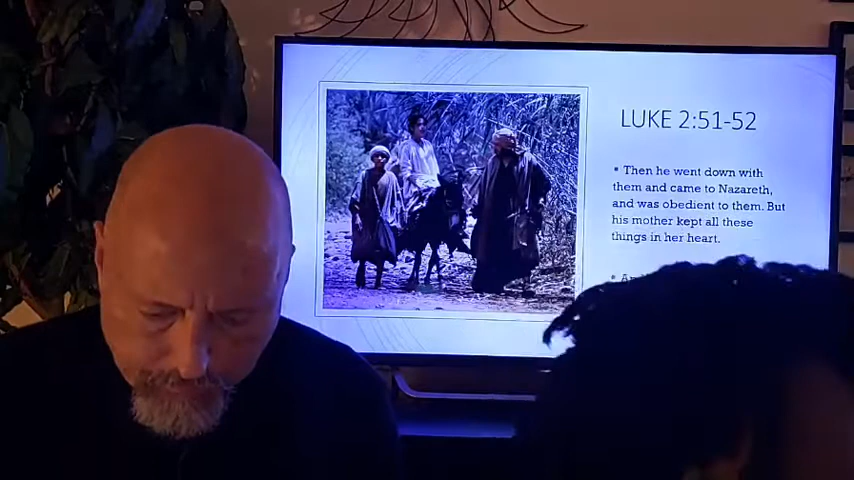 LUKE 2:51-52
• Then he went down with
them and came to Nazareth,
and was obedient to them. But
his mother kept all these
things in her heart.